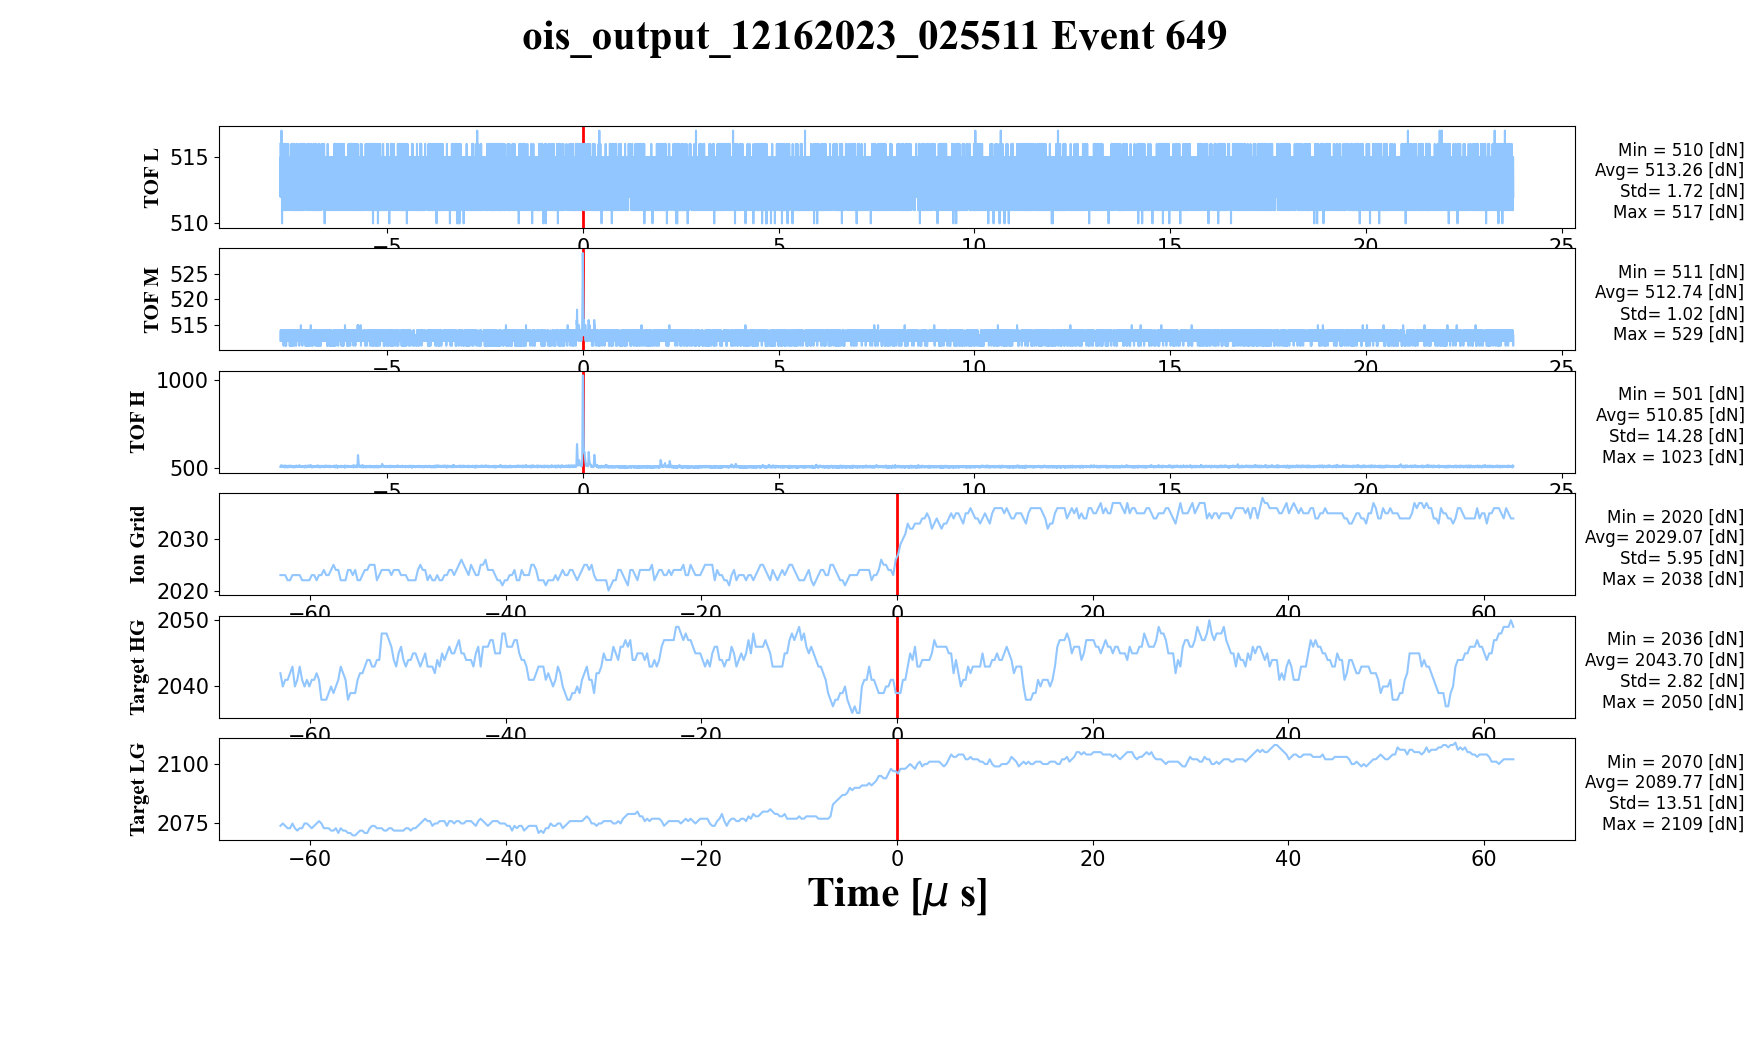 ois_output_12162023_025511 Event 649
TOF L
515
510
Min = 510 [dN]
Avg= 513.26 [dN]
Std= 1.72 [dN]
Max = 517 [dN]
−5 0 5 10 15 20 25
TOF M
525
520
515
Min = 511 [dN]
Avg= 512.74 [dN]
Std= 1.02 [dN]
Max = 529 [dN]
−5 0 5 10 15 20 25
TOF H
1000
500
Min = 501 [dN]
Avg= 510.85 [dN]
Std= 14.28 [dN]
Max = 1023 [dN]
−5 0 5 10 15 20 25
Ion Grid
2030
2020
Min = 2020 [dN]
Avg= 2029.07 [dN]
Std= 5.95 [dN]
Max = 2038 [dN]
−60 −40 −20 0 20 40 60
Target HG
2050
2040
Min = 2036 [dN]
Avg= 2043.70 [dN]
Std= 2.82 [dN]
Max = 2050 [dN]
−60 −40 −20 0 20 40 60
Target LG
2100
2075
Min = 2070 [dN]
Avg= 2089.77 [dN]
Std= 13.51 [dN]
Max = 2109 [dN]
−60 −40 −20 0 20 40 60
Time [μ s]